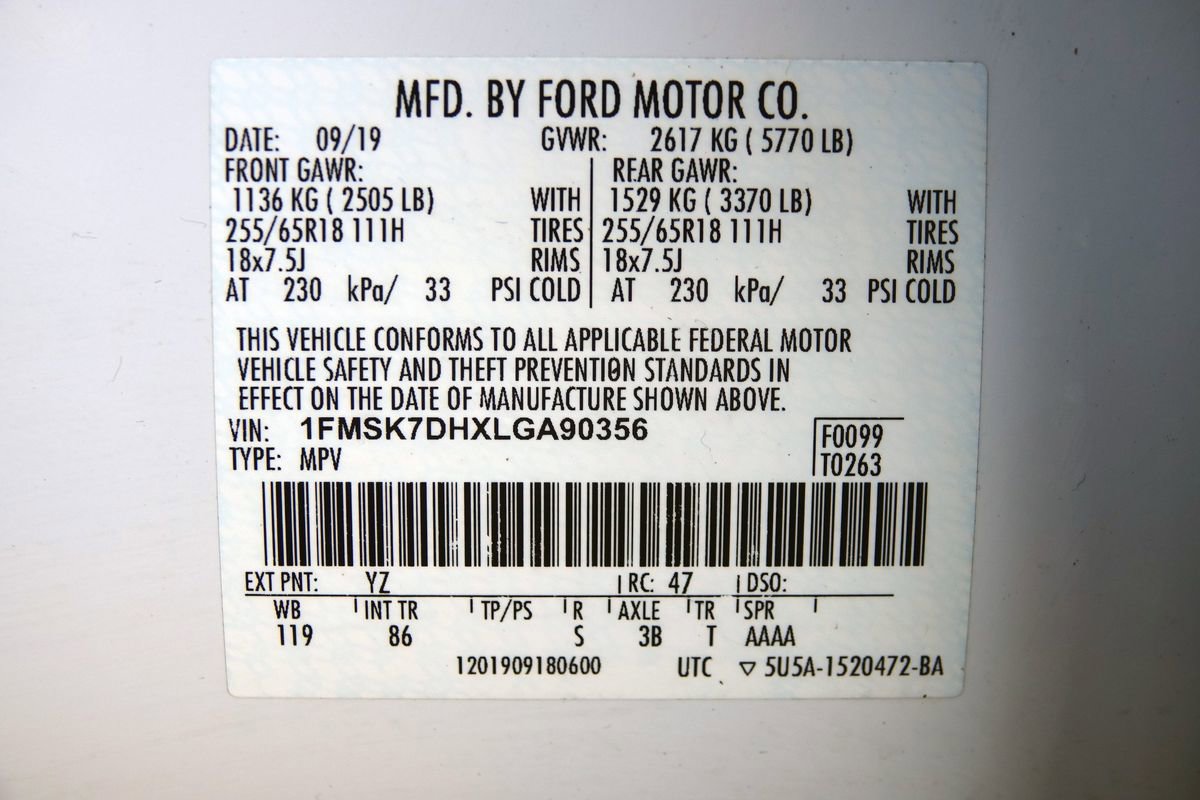 MFD. BY FORD MOTOR CO.
DATE: 09/19 GVWR: 2617 KG ( 5770 LB)
FRONT GAWR: REAR GAWR:
1136 KG ( 2505 LB) WITH 1529 KG ( 3370 LB) WITH
255/65R18 111H TIRES 255/65R18 111H TIRES
18x7.5J RIMS 18x7.5J RIMS
AT 230 kPa/ 33 PSI COLD AT 230 kPa/ 33 PSI COLD
THIS VEHICLE CONFORMS TO ALL APPLICABLE FEDERAL MOTOR
VEHICLE SAFETY AND THEFT PREVENTION STANDARDS IN
EFFECT ON THE DATE OF MANUFACTURE SHOWN ABOVE.
VIN: 1FMSK7DHXLGA90356 F0099
TYPE: MPV T0263
EXT PNT: YZ RC: 47 DSO:
WB INT TR TP/PS R AXLE TR SPR
119 86 S 3B T AAAA
1201909180600 UTC ▽ 5U5A-1520472-BA